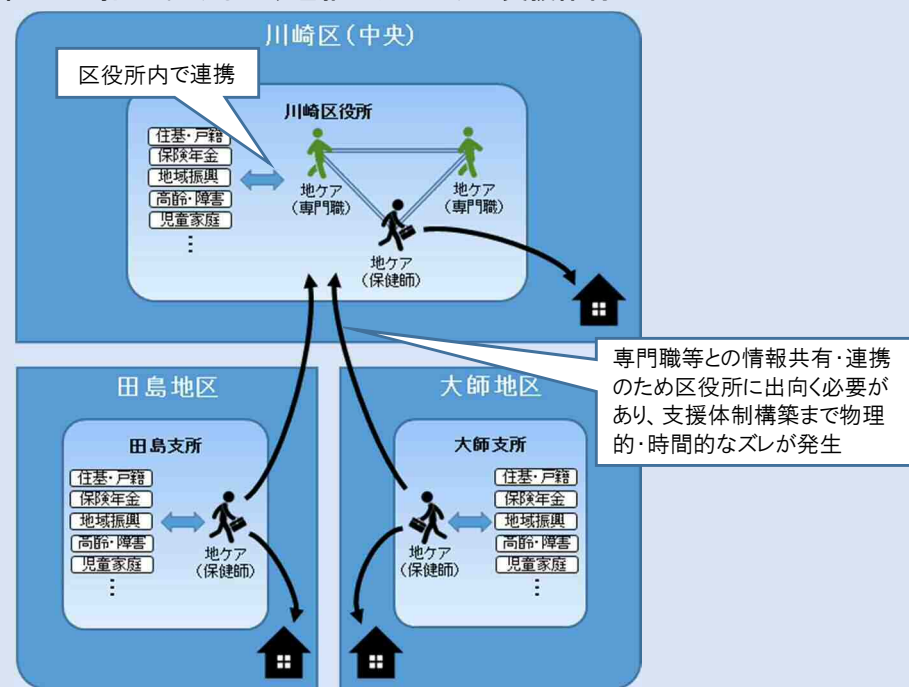 川崎区(中央)
区役所内で連携
川崎区役所
住基・戸籍
保険年金
地域振興
高齢・障害
児童家庭
⋮
地ケア
(専門職)
地ケア
(専門職)
地ケア
(保健師)
専門職等との情報共有・連携
のため区役所に出向く必要が
あり、支援体制構築まで物理
的・時間的なズレが発生
田島地区
田島支所
住基・戸籍
保険年金
地域振興
高齢・障害
児童家庭
⋮
地ケア
(保健師)
大師地区
大師支所
地ケア
(保健師)
住基・戸籍
保険年金
地域振興
高齢・障害
児童家庭
⋮